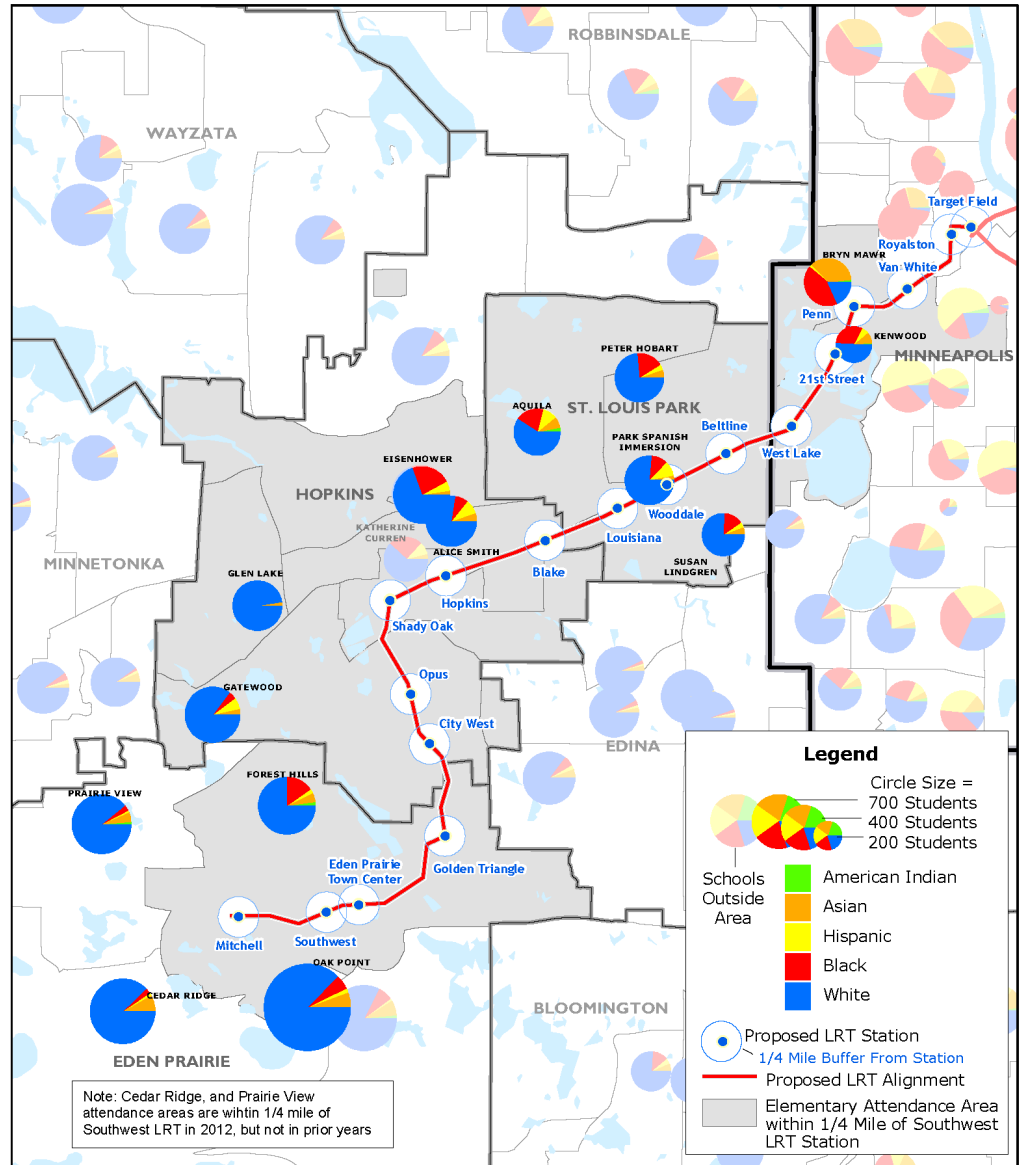 ROBBINSDALE
WAYZATA
Target Field
Royalston
BRYN MAWR
Van White
Penn
KENWOOD
MINNEAPOLIS
PETER HOBART
21st Street
ST. LOUIS PARK
AQUILA
Beltline
PARK SPANISH
IMMERSION
West Lake
EISENHOWER
HOPKINS
Wooddale
KATHERINE
CURREN
Louisiana
ALICE SMITH
Blake
SUSAN
LINDGREN
MINNETONKA
GLEN LAKE
Hopkins
Shady Oak
Opus
GATEWOOD
City West
EDINA
FOREST HILLS
PRAIRIE VIEW
Golden Triangle
Eden Prairie
Town Center
Mitchell
Southwest
OAK POINT
CEDAR RIDGE
BLOOMINGTON
EDEN PRAIRIE
Note: Cedar Ridge, and Prairie View
attendance areas are wihtin 1/4 mile of
Southwest LRT in 2012, but not in prior years
Legend
Circle Size =
700 Students
400 Students
200 Students
Schools
Outside
Area
American Indian
Asian
Hispanic
Black
White
Proposed LRT Station
1/4 Mile Buffer From Station
Proposed LRT Alignment
Elementary Attendance Area
within 1/4 Mile of Southwest
LRT Station